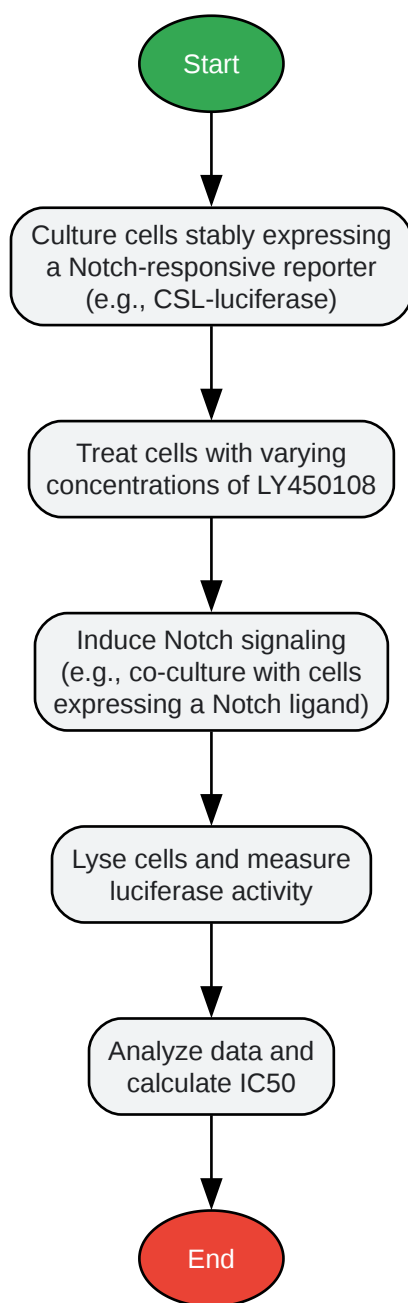 Start
Culture cells stably expressing
a Notch-responsive reporter
(e.g., CSL-luciferase)
Treat cells with varying
concentrations of LY450108
Induce Notch signaling
(e.g., co-culture with cells
expressing a Notch ligand)
Lyse cells and measure
luciferase activity
Analyze data and
calculate IC50
End